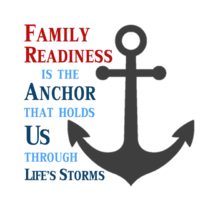 Family
Readiness
is the
Anchor
that holds
Us
through
Life's Storms